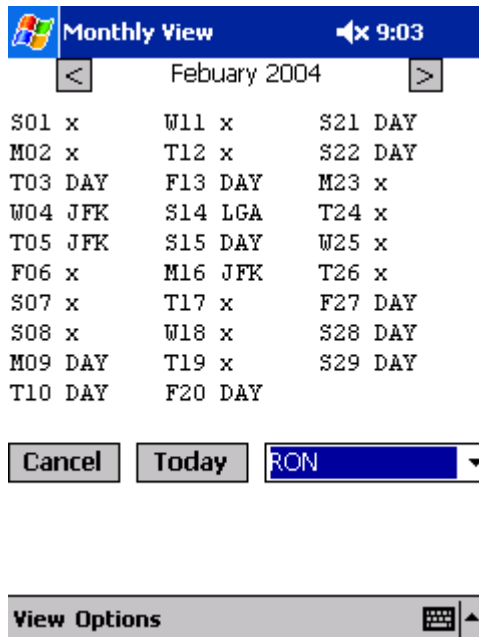 Monthly View 9:03
< Febuary 2004 >
S01 x W11 x S21 DAY
M02 x T12 x S22 DAY
T03 DAY F13 DAY M23 x
W04 JFK S14 LGA T24 x
T05 JFK S15 DAY W25 x
F06 x M16 JFK T26 x
S07 x T17 x F27 DAY
S08 x W18 x S28 DAY
M09 DAY T19 x S29 DAY
T10 DAY F20 DAY
Cancel Today RON
View Options